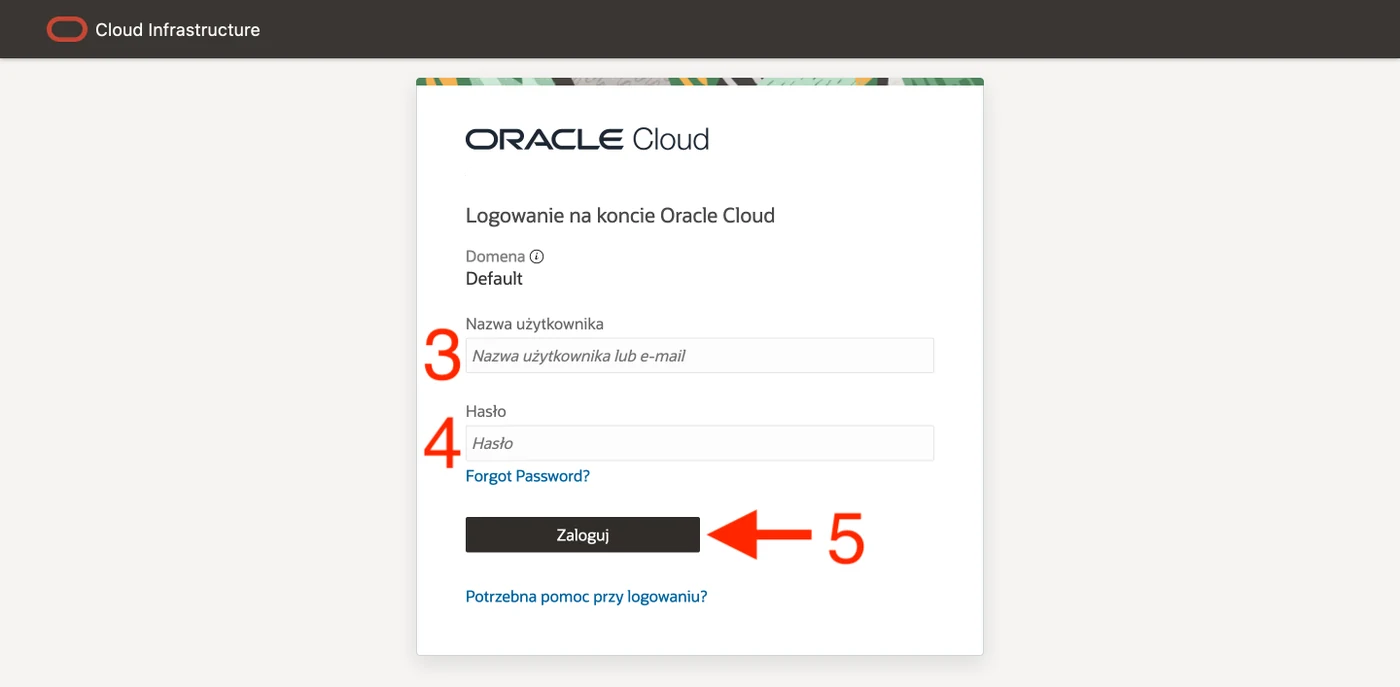 Cloud Infrastructure
ORACLE Cloud
Logowanie na koncie Oracle Cloud
Domena
Default
Nazwa użytkownika
3 Nazwa użytkownika lub e-mail
Hasło
4 Hasło
Forgot Password?
Zaloguj 5
Potrzebna pomoc przy logowaniu?